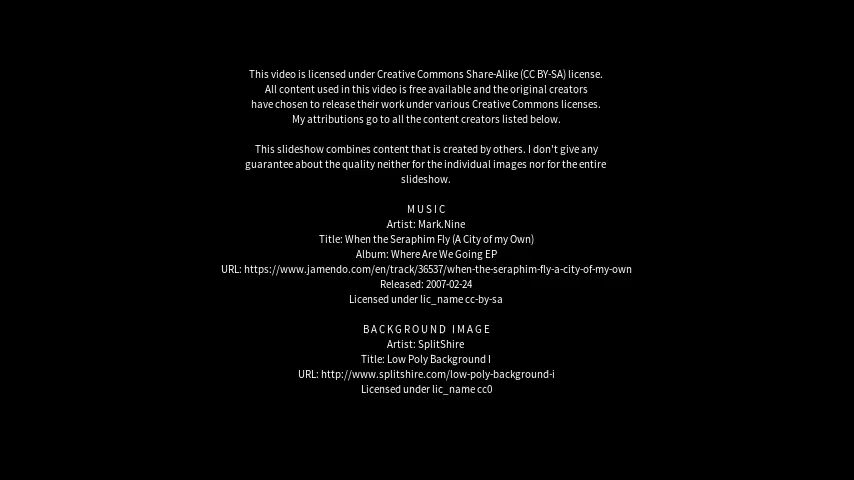 This video is licensed under Creative Commons Share-Alike (CC BY-SA) license.
All content used in this video is free available and the original creators
have chosen to release their work under various Creative Commons licenses.
My attributions go to all the content creators listed below.
This slideshow combines content that is created by others. I don't give any
guarantee about the quality neither for the individual images nor for the entire
slideshow.
MUSIC
Artist: Mark.Nine
Title: When the Seraphim Fly (A City of my Own)
Album: Where Are We Going EP
URL: https://www.jamendo.com/en/track/36537/when-the-seraphim-fly-a-city-of-my-own
Released: 2007-02-24
Licensed under lic_name cc-by-sa
BACKGROUND IMAGE
Artist: SplitShire
Title: Low Poly Background I
URL: http://www.splitshire.com/low-poly-background-i
Licensed under lic_name cc0